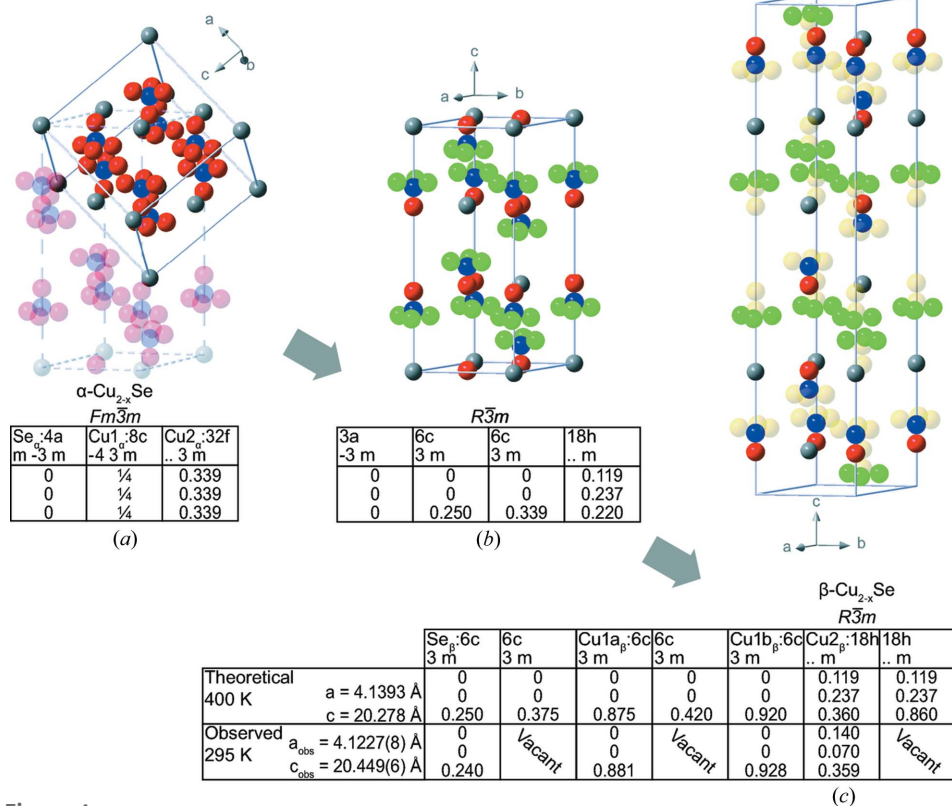 a
c
b
c
a
b
α-Cu2-xSe
Fm3̅m
Seα:4a Cu1α:8c Cu2α:32f
m -3 m -4 3 m .. 3 m
0 ¼ 0.339
0 ¼ 0.339
0 ¼ 0.339
(a)
R3̅m
3a 6c 6c 18h
-3 m 3 m 3 m .. m
0 0 0 0.119
0 0 0 0.237
0 0.250 0.339 0.220
(b)
c
a
b
β-Cu2-xSe
R3̅m
Seβ:6c 6c Cu1aβ:6c 6c Cu1bβ:6c Cu2β:18h 18h
3 m 3 m 3 m 3 m 3 m .. m .. m
Theoretical 0 0 0 0 0 0.119 0.119
400 K a = 4.1393 Å 0 0 0 0 0 0.237 0.237
c = 20.278 Å 0.250 0.375 0.875 0.420 0.920 0.360 0.860
Observed 0 Vacant 0 Vacant 0 0.140 Vacant
295 K aobs = 4.1227(8) Å 0 0 0 0.070
cobs = 20.449(6) Å 0.240 0.881 0.928 0.359
(c)